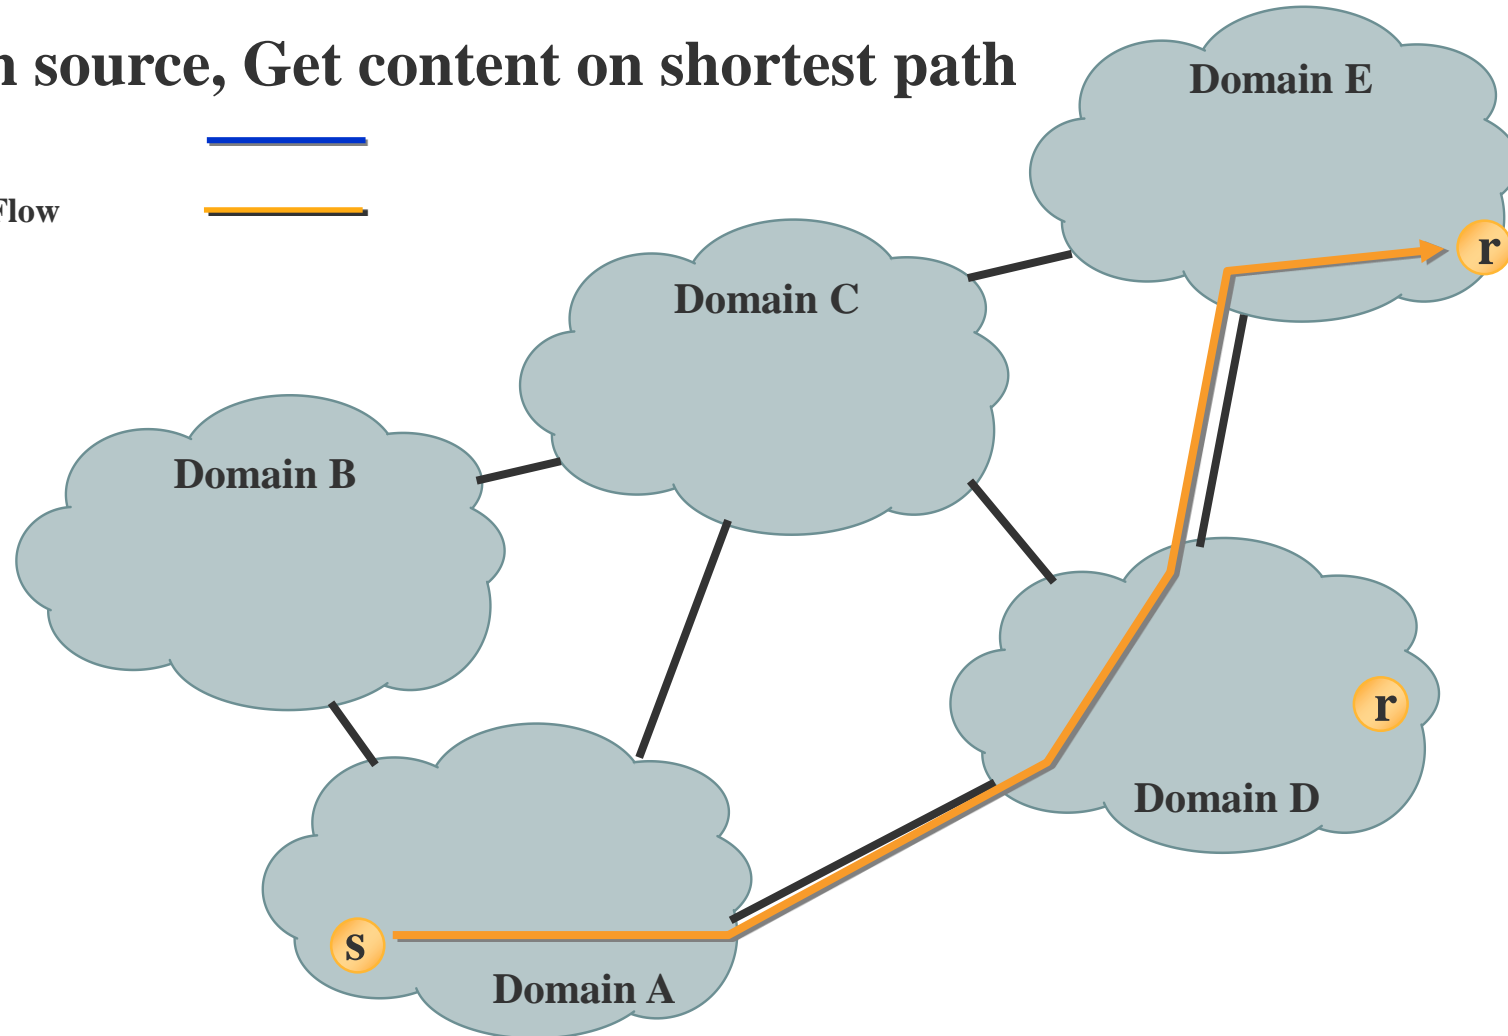 source, Get content on shortest path
Flow
Domain E
r
Domain C
Domain B
r
Domain D
s
Domain A